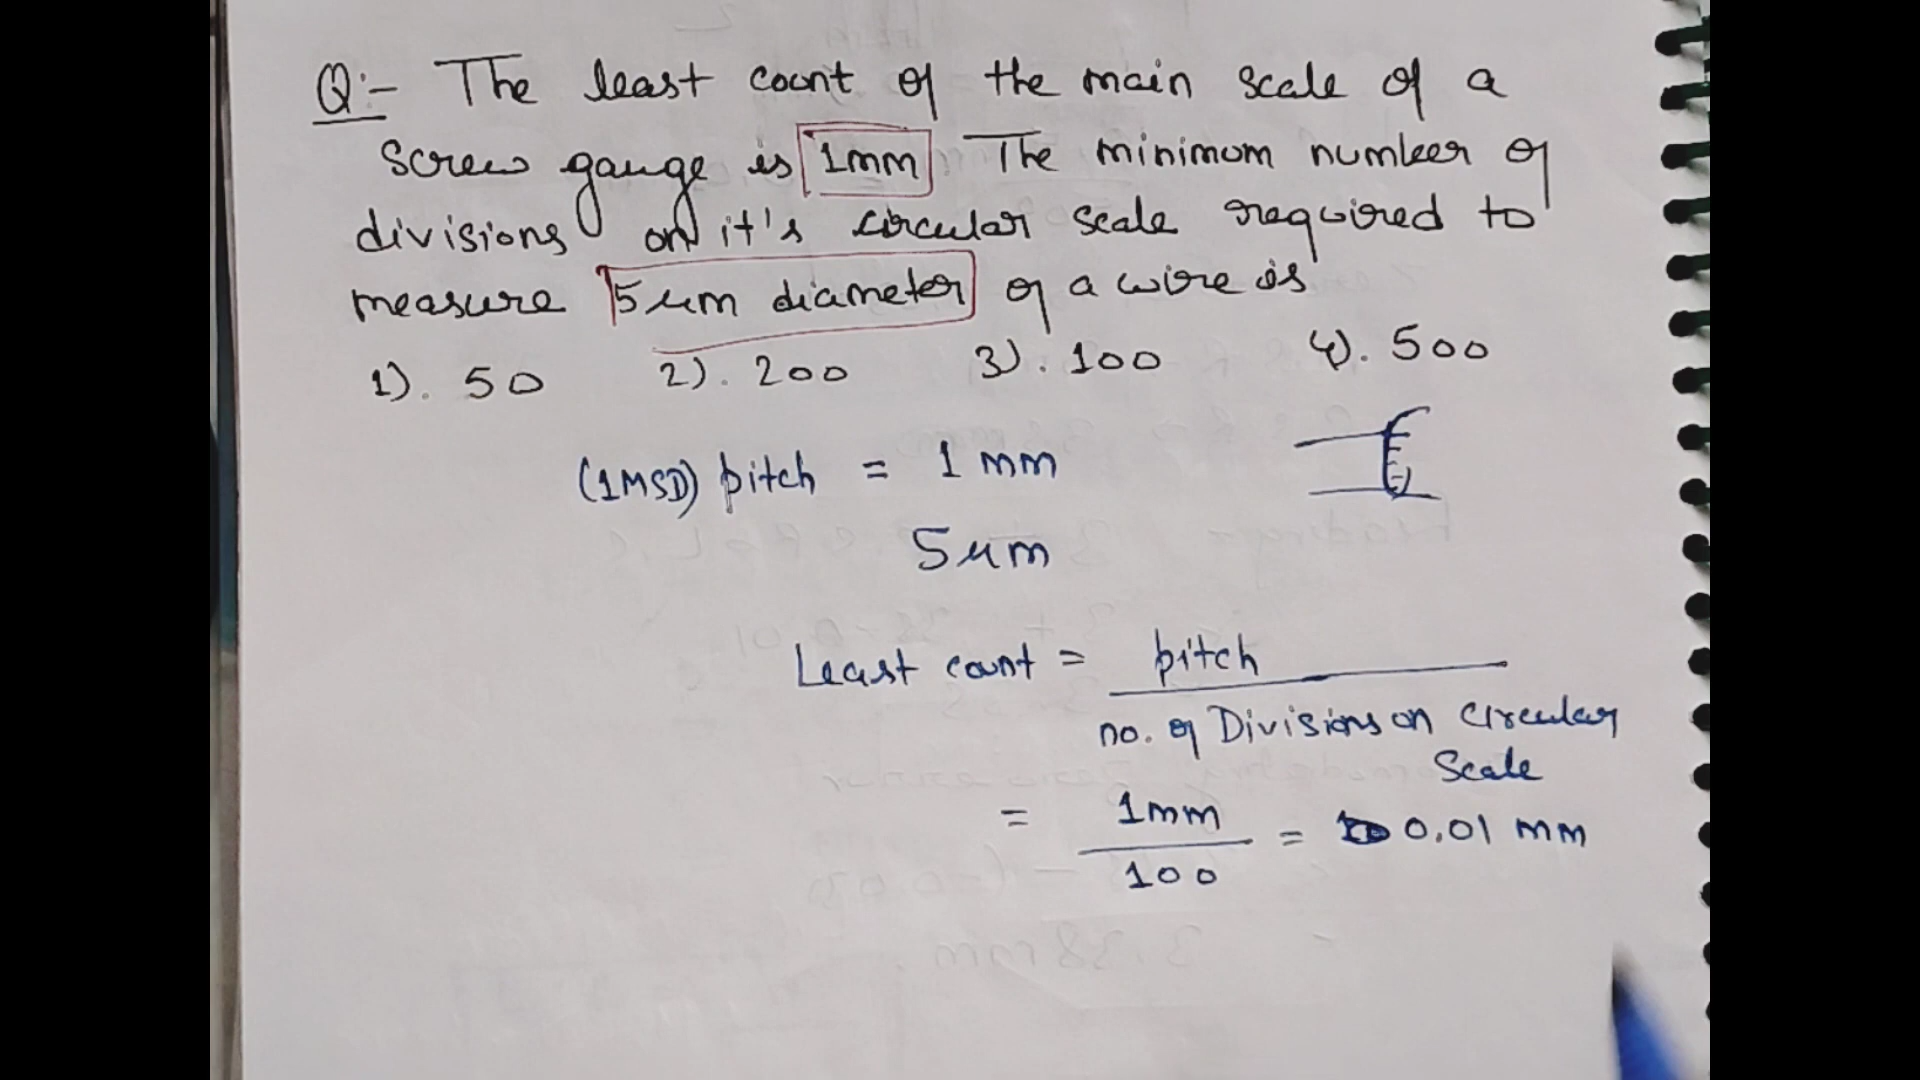 Q:- The least count of the main scale of a
screw gauge is 1mm The minimum number of
divisions on it's circular scale required to
measure 5μm diameter of a wire is
1). 50 2). 200 3). 100 4). 500
(1MSD) pitch = 1 mm
5μm
Least count = pitch
no. of Divisions on circular
Scale
= 1mm / 100 = 0.01 mm